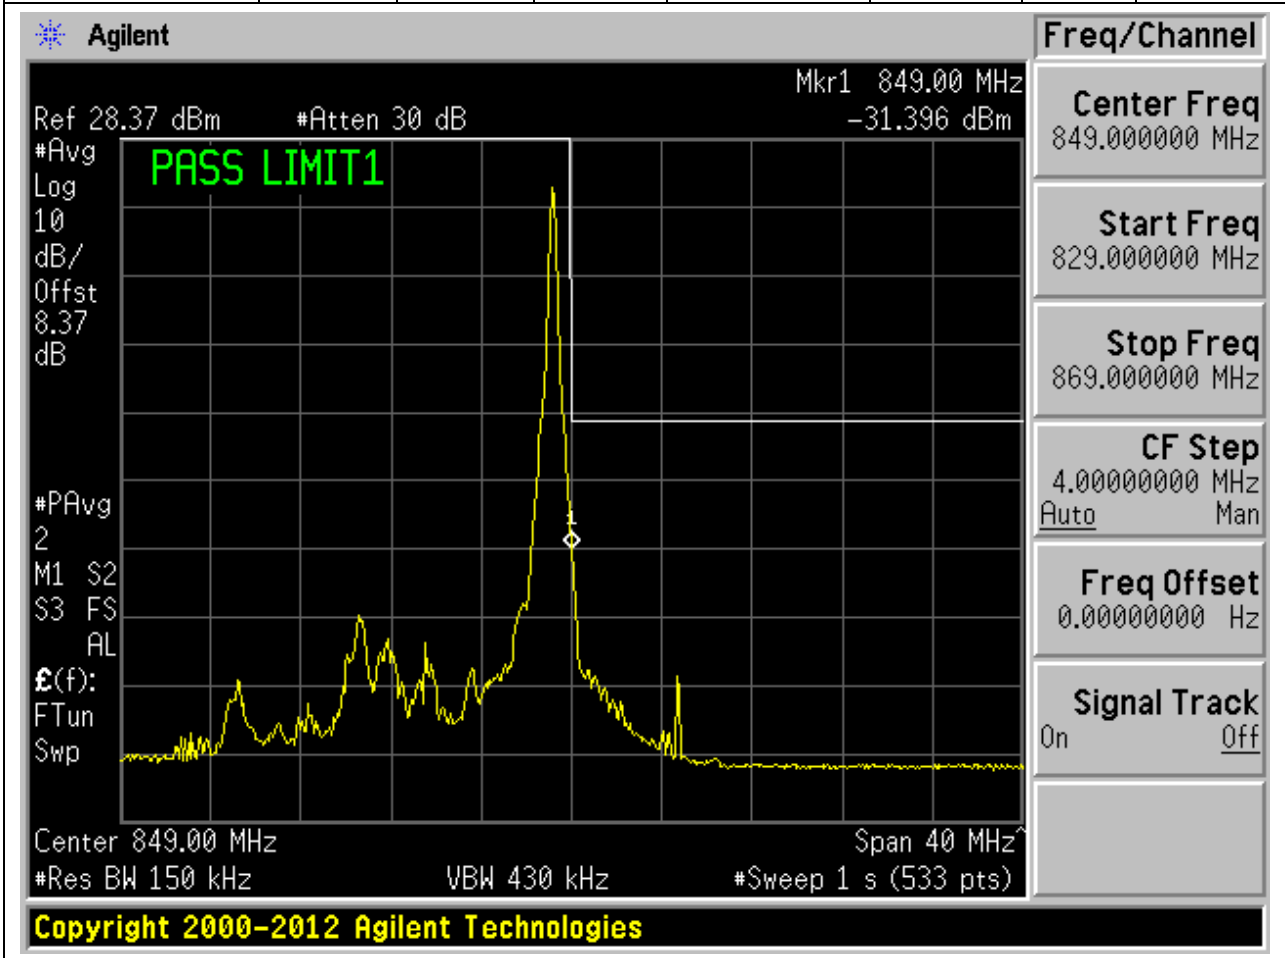 Agilent
Freq/Channel
Mkr1 849.00 MHz
Ref 28.37 dBm #Atten 30 dB -31.396 dBm
#Avg
Log
10
dB/
Offst
8.37
dB
PASS LIMIT1
1
#PAvg
2
M1 S2
S3 FS
AL
£(f):
FTun
Swp
Center 849.00 MHz Span 40 MHz^
#Res BW 150 kHz VBW 430 kHz #Sweep 1 s (533 pts)
Center Freq
849.000000 MHz
Start Freq
829.000000 MHz
Stop Freq
869.000000 MHz
CF Step
4.00000000 MHz
Auto Man
Freq Offset
0.00000000 Hz
Signal Track
On Off
Copyright 2000-2012 Agilent Technologies